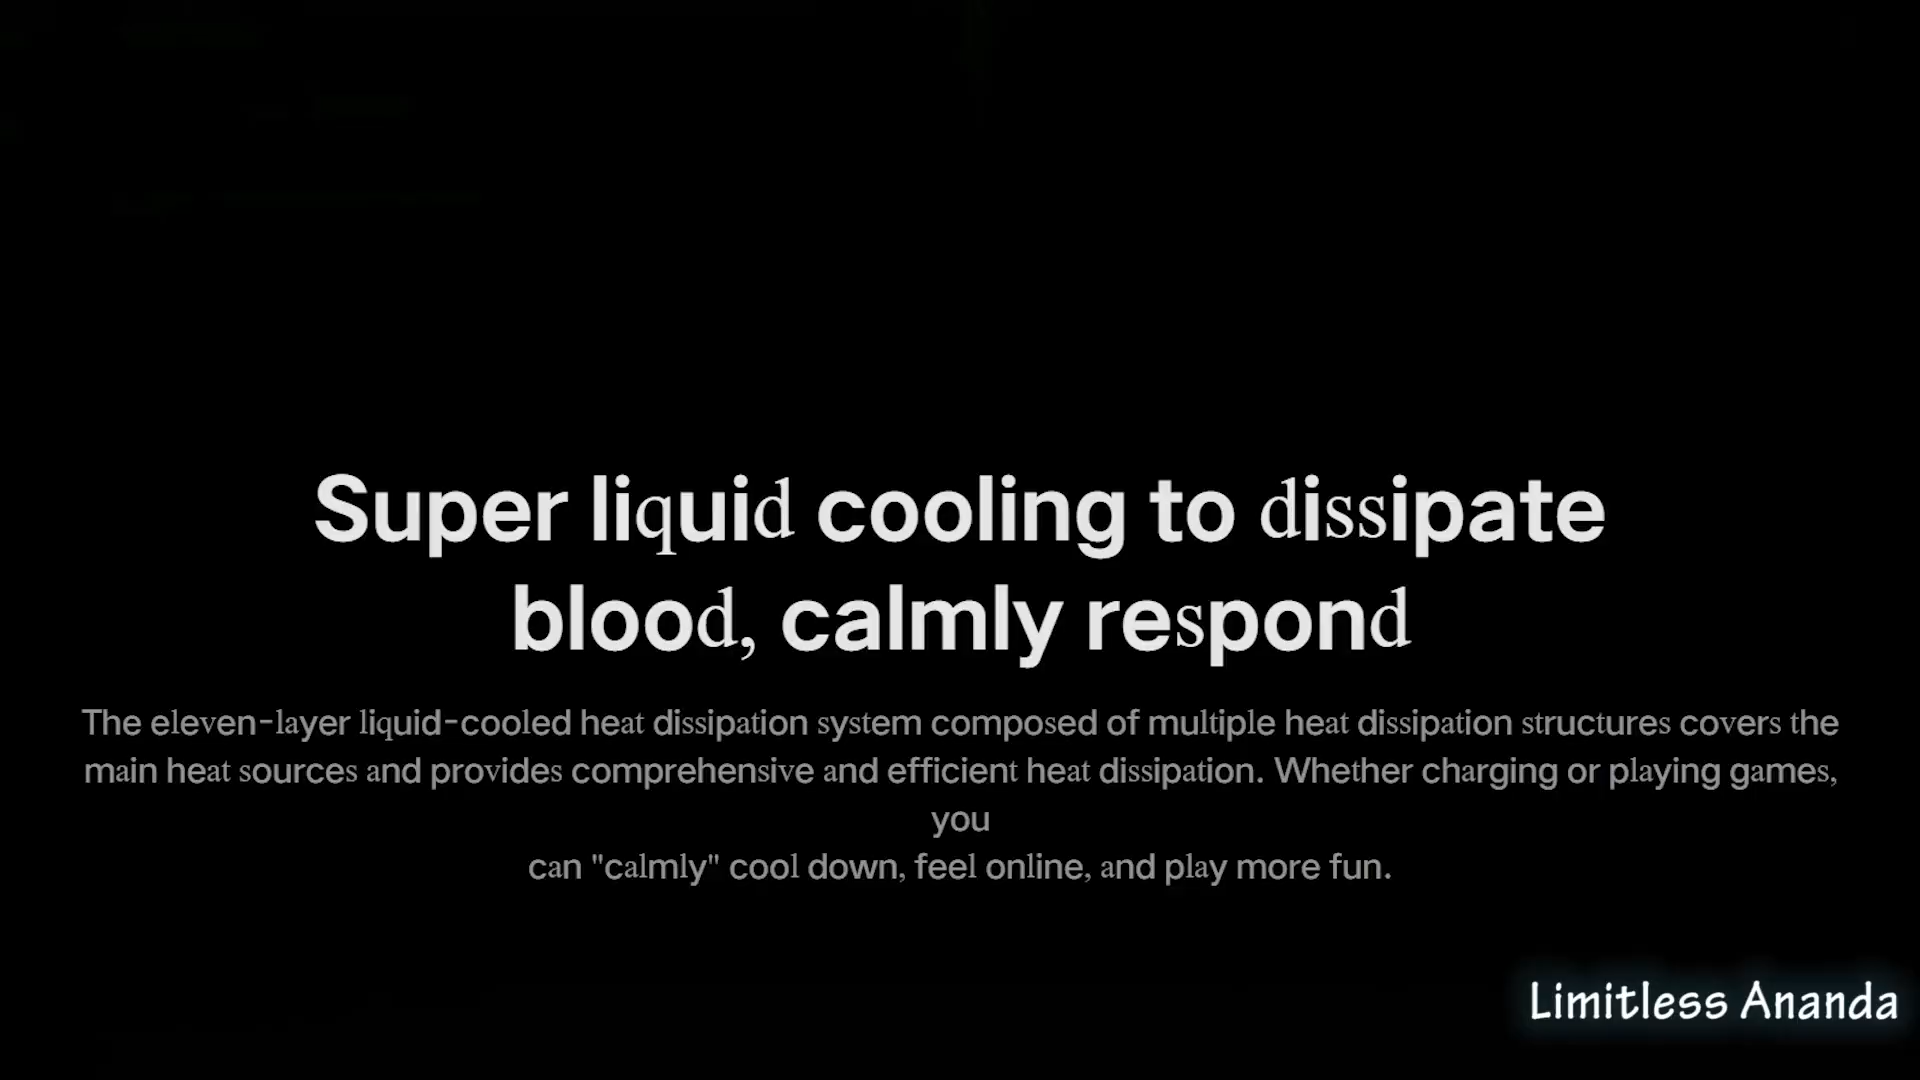 Super liquid cooling to dissipate
blood, calmly respond
The eleven-layer liquid-cooled heat dissipation system composed of multiple heat dissipation structures covers the
main heat sources and provides comprehensive and efficient heat dissipation. Whether charging or playing games,
you
can "calmly" cool down, feel online, and play more fun.
Limitless Ananda